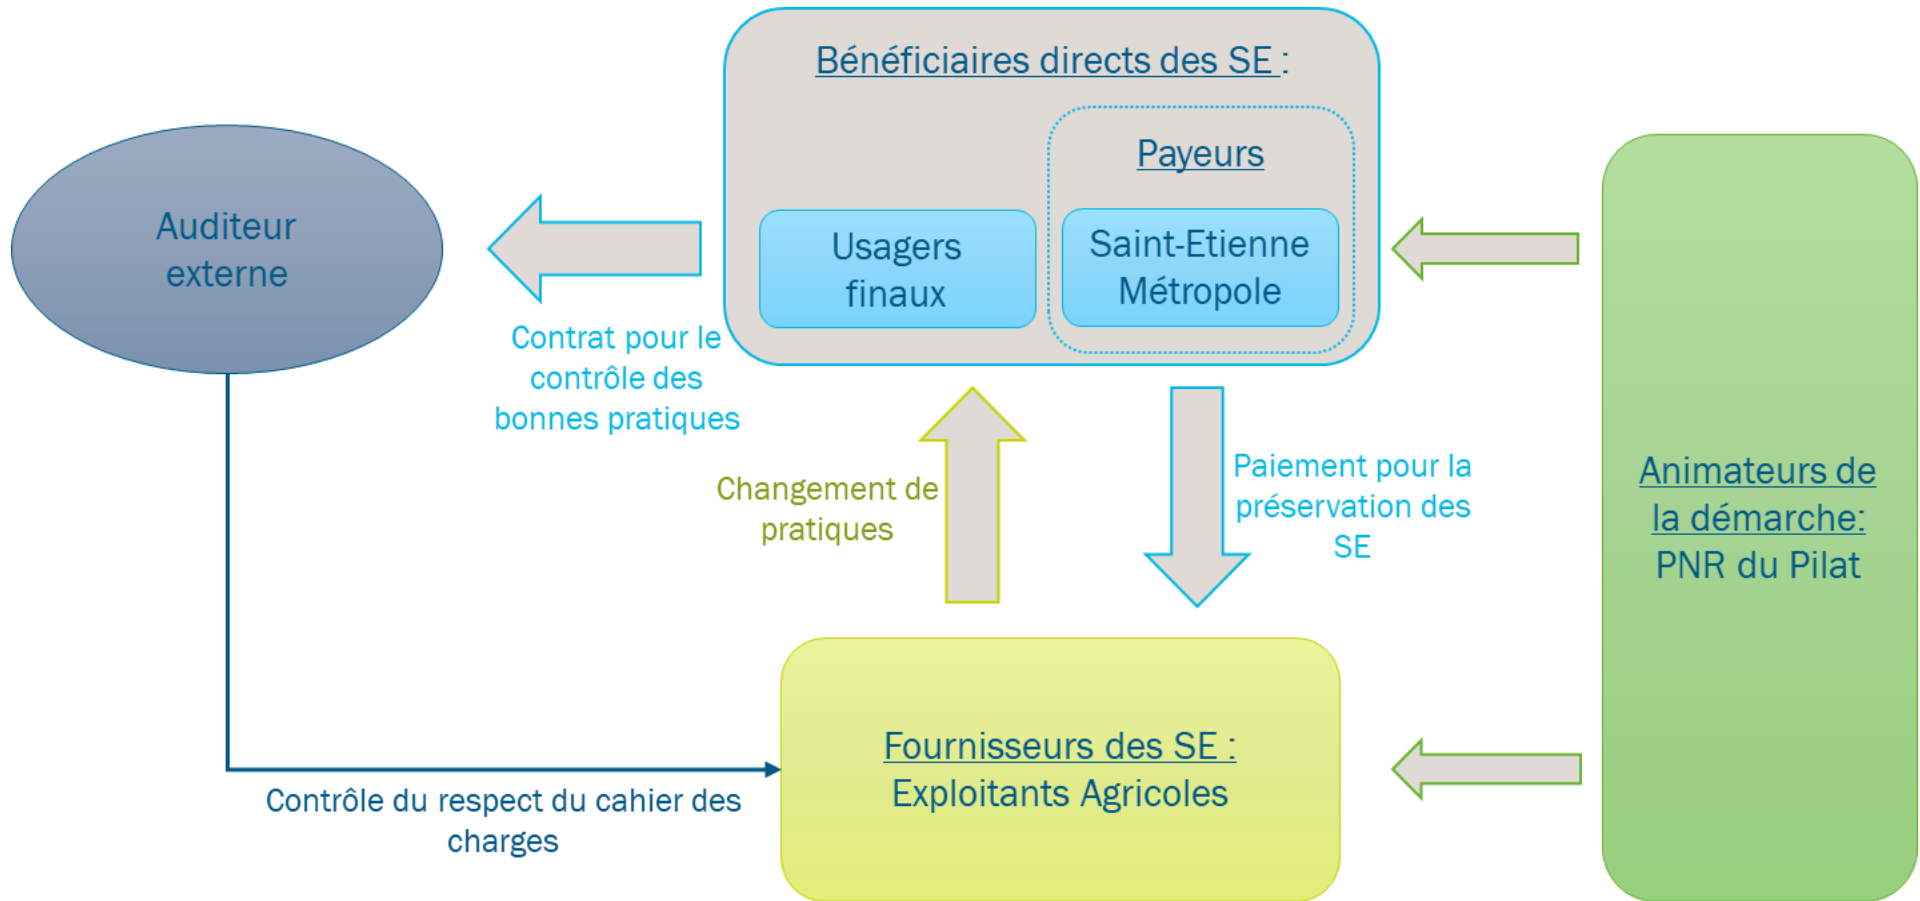 Bénéficiaires directs des SE :
Payeurs
Auditeur
externe
Usagers
finaux
Saint-Etienne
Métropole
Contrat pour le
contrôle des
bonnes pratiques
Changement de
pratiques
Paiement pour la
préservation des
SE
Animateurs de
la démarche:
PNR du Pilat
Fournisseurs des SE :
Exploitants Agricoles
Contrôle du respect du cahier des
charges